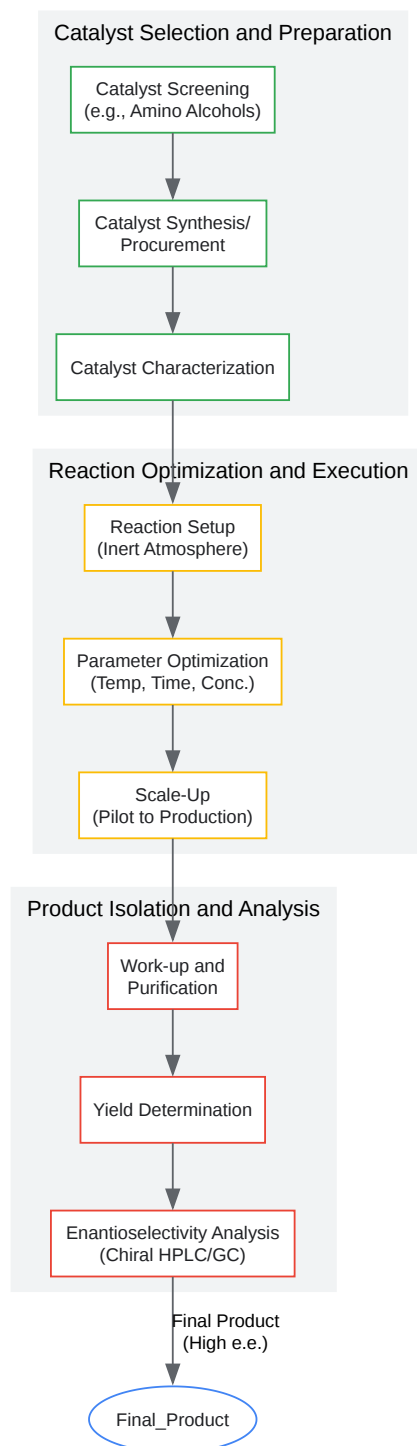 Catalyst Selection and Preparation
Catalyst Screening
(e.g., Amino Alcohols)
Catalyst Synthesis/
Procurement
Catalyst Characterization
Reaction Optimization and Execution
Reaction Setup
(Inert Atmosphere)
Parameter Optimization
(Temp, Time, Conc.)
Scale-Up
(Pilot to Production)
Product Isolation and Analysis
Work-up and
Purification
Yield Determination
Enantioselectivity Analysis
(Chiral HPLC/GC)
Final Product
(High e.e.)
Final_Product